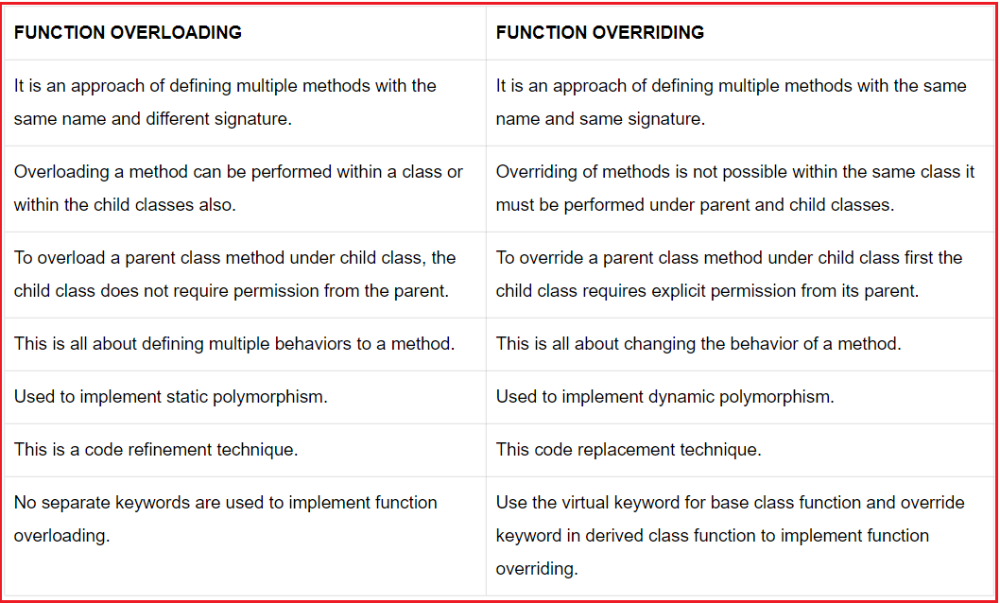 FUNCTION OVERLOADING
FUNCTION OVERRIDING
It is an approach of defining multiple methods with the
same name and different signature.
It is an approach of defining multiple methods with the same
name and same signature.
Overloading a method can be performed within a class or
within the child classes also.
Overriding of methods is not possible within the same class it
must be performed under parent and child classes.
To overload a parent class method under child class, the
child class does not require permission from the parent.
To override a parent class method under child class first the
child class requires explicit permission from its parent.
This is all about defining multiple behaviors to a method.
This is all about changing the behavior of a method.
Used to implement static polymorphism.
Used to implement dynamic polymorphism.
This is a code refinement technique.
This code replacement technique.
No separate keywords are used to implement function
overloading.
Use the virtual keyword for base class function and override
keyword in derived class function to implement function
overriding.